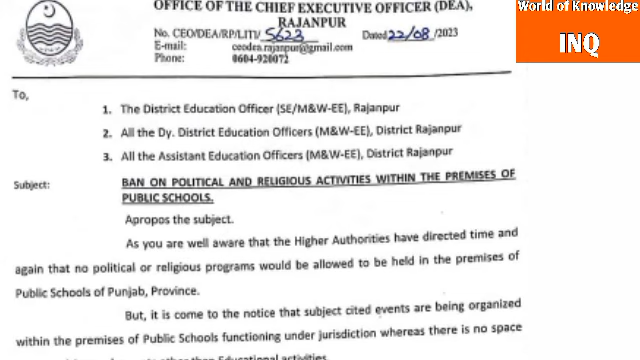 OFFICE OF THE CHIEF EXECUTIVE OFFICER (DEA),
RAJANPUR
World of Knowledge
INQ
No. CEO/DEA/RP/LITI/ 5623 Dated 22/08/2023
E-mail: ceodea.rajanpur@gmail.com
Phone: 0604-920072
To,
1. The District Education Officer (SE/M&W-EE), Rajanpur
2. All the Dy. District Education Officers (M&W-EE), District Rajanpur
3. All the Assistant Education Officers (M&W-EE), District Rajanpur
Subject: BAN ON POLITICAL AND RELIGIOUS ACTIVITIES WITHIN THE PREMISES OF
PUBLIC SCHOOLS.
Apropos the subject.
As you are well aware that the Higher Authorities have directed time and
again that no political or religious programs would be allowed to be held in the premises of
Public Schools of Punjab, Province.
But, it is come to the notice that subject cited events are being organized
within the premises of Public Schools functioning under jurisdiction whereas there is no space
other than Educational activities.